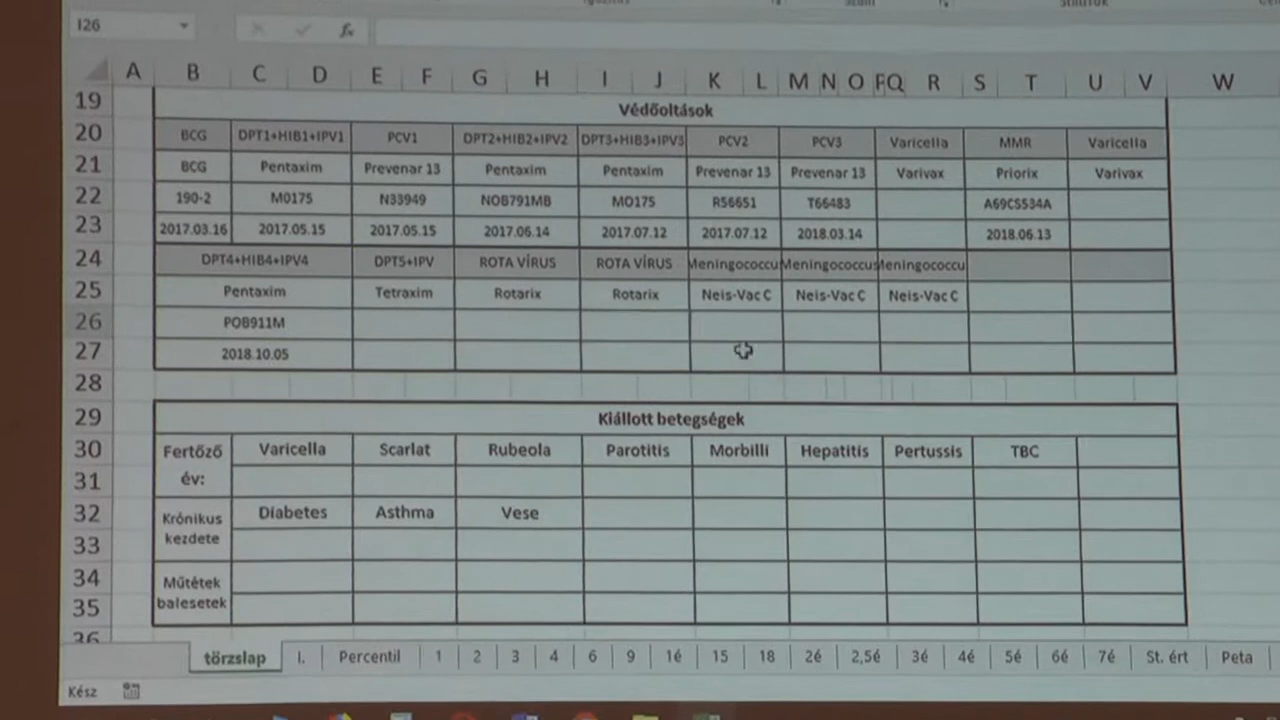 I26 fx
A B C D E F G H I J K L M N O P Q R S T U V W
19 Védőoltások
20 BCG DPT1+HIB1+IPV1 PCV1 DPT2+HIB2+IPV2 DPT3+HIB3+IPV3 PCV2 PCV3 Varicella MMR Varicella
21 BCG Pentaxim Prevenar 13 Pentaxim Pentaxim Prevenar 13 Prevenar 13 Varivax Priorix Varivax
22 190-2 M0175 N33949 NOB791MB MO175 R56651 T66483 A69CS534A
23 2017.03.16 2017.05.15 2017.05.15 2017.06.14 2017.07.12 2017.07.12 2018.03.14 2018.06.13
24 DPT4+HIB4+IPV4 DPT5+IPV ROTA VÍRUS ROTA VÍRUS Meningococcu Meningococcus Meningococcu
25 Pentaxim Tetraxim Rotarix Rotarix Neis-Vac C Neis-Vac C Neis-Vac C
26 POB911M
27 2018.10.05
28
29 Kiállott betegségek
30 Fertőző Varicella Scarlat Rubeola Parotitis Morbilli Hepatitis Pertussis TBC
31 év:
32 Krónikus Diabetes Asthma Vese
33 kezdete
34 Műtétek
35 balesetek
36
törzslap I. Percentil 1 2 3 4 6 9 1é 15 18 2é 2,5é 3é 4é 5é 6é 7é St. ért Peta
Kész